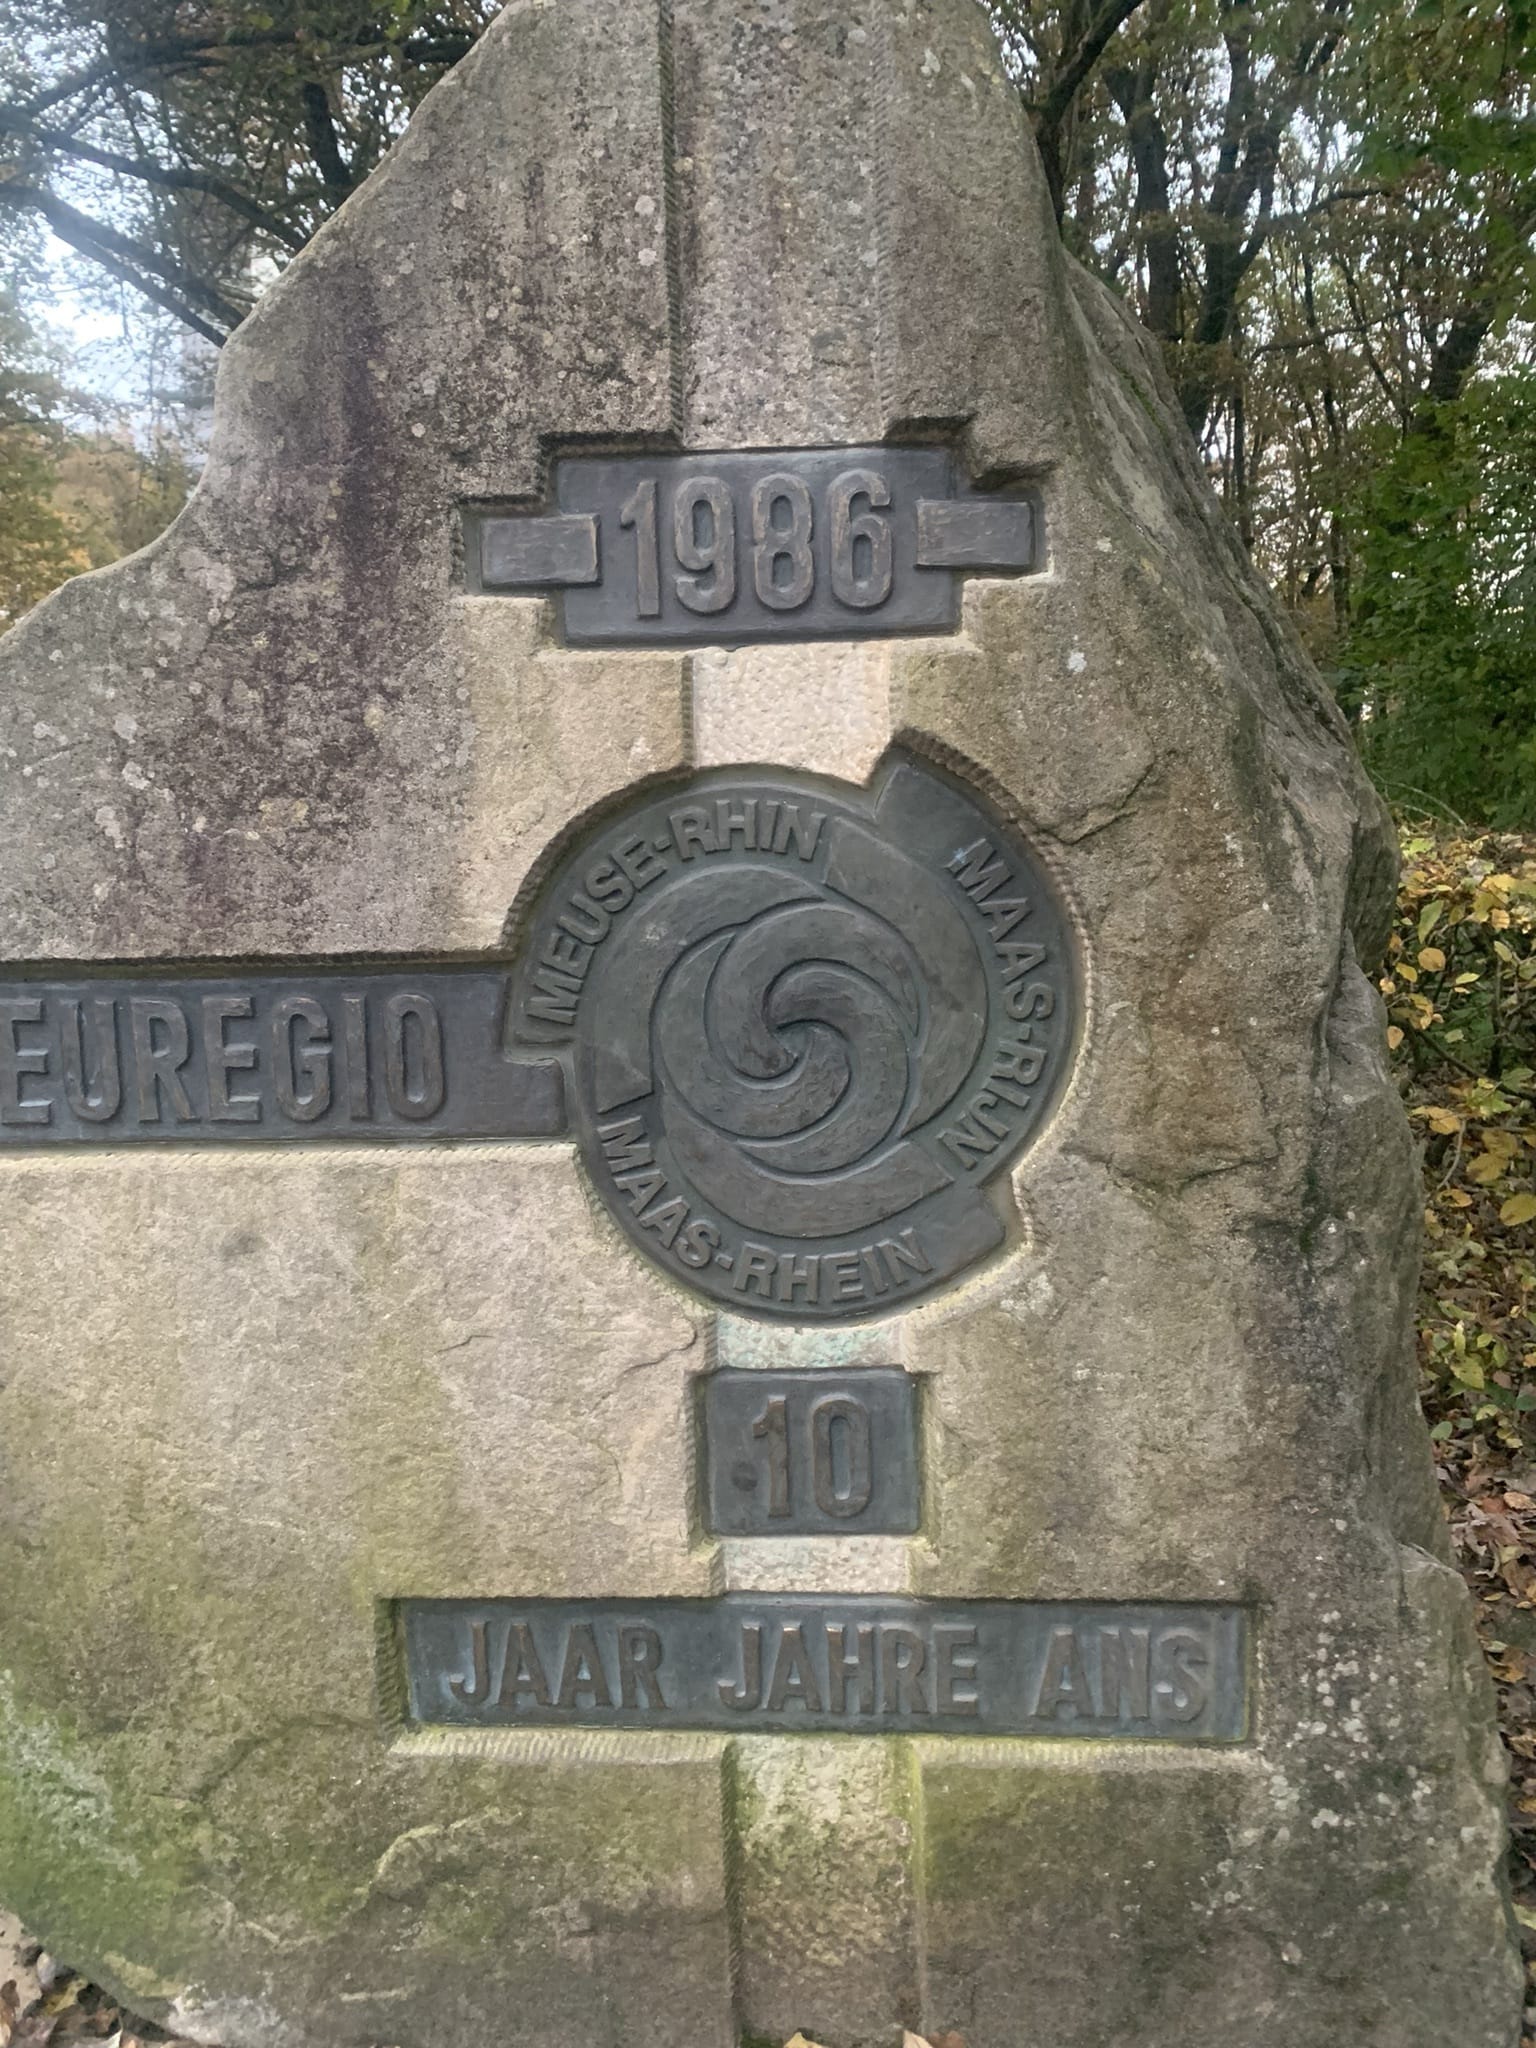 1986
EUREGIO
MEUSE-RHIN
MAAS-RIJN
MAAS-RHEIN
10
JAAR JAHRE ANS